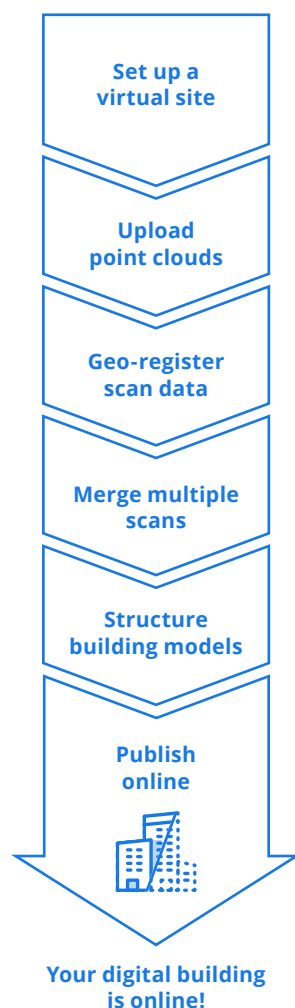 Set up a
virtual site
Upload
point clouds
Geo-register
scan data
Merge multiple
scans
Structure
building models
Publish
online
Your digital building
is online!